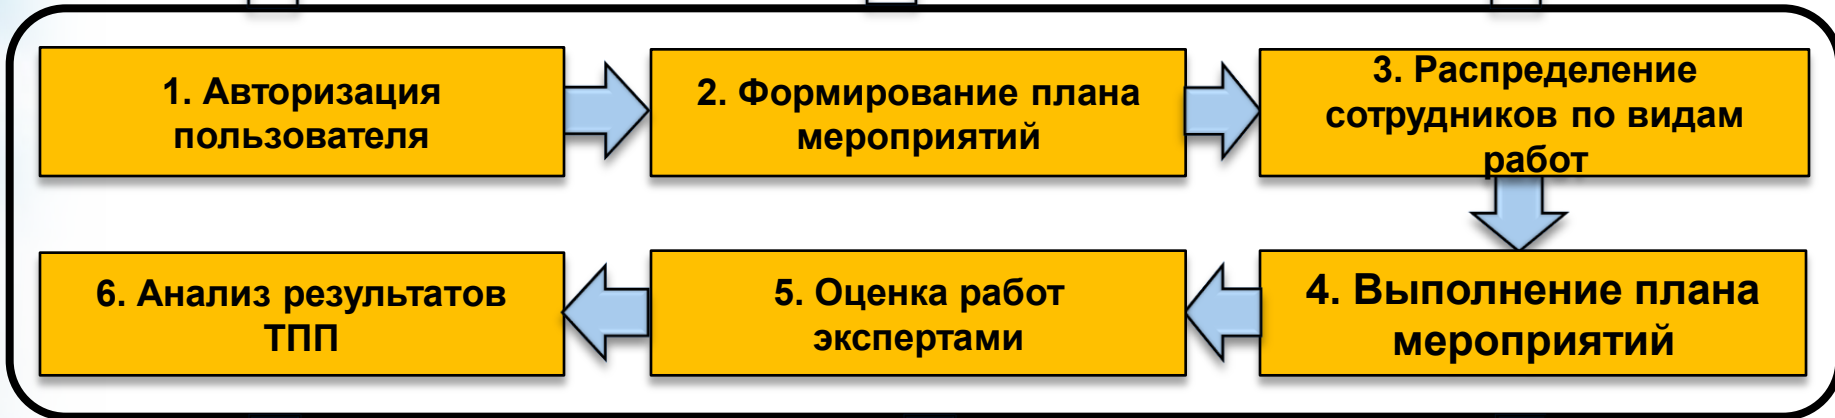 1. Авторизация
пользователя
2. Формирование плана
мероприятий
3. Распределение
сотрудников по видам
работ
4. Выполнение плана
мероприятий
5. Оценка работ
экспертами
6. Анализ результатов
ТПП